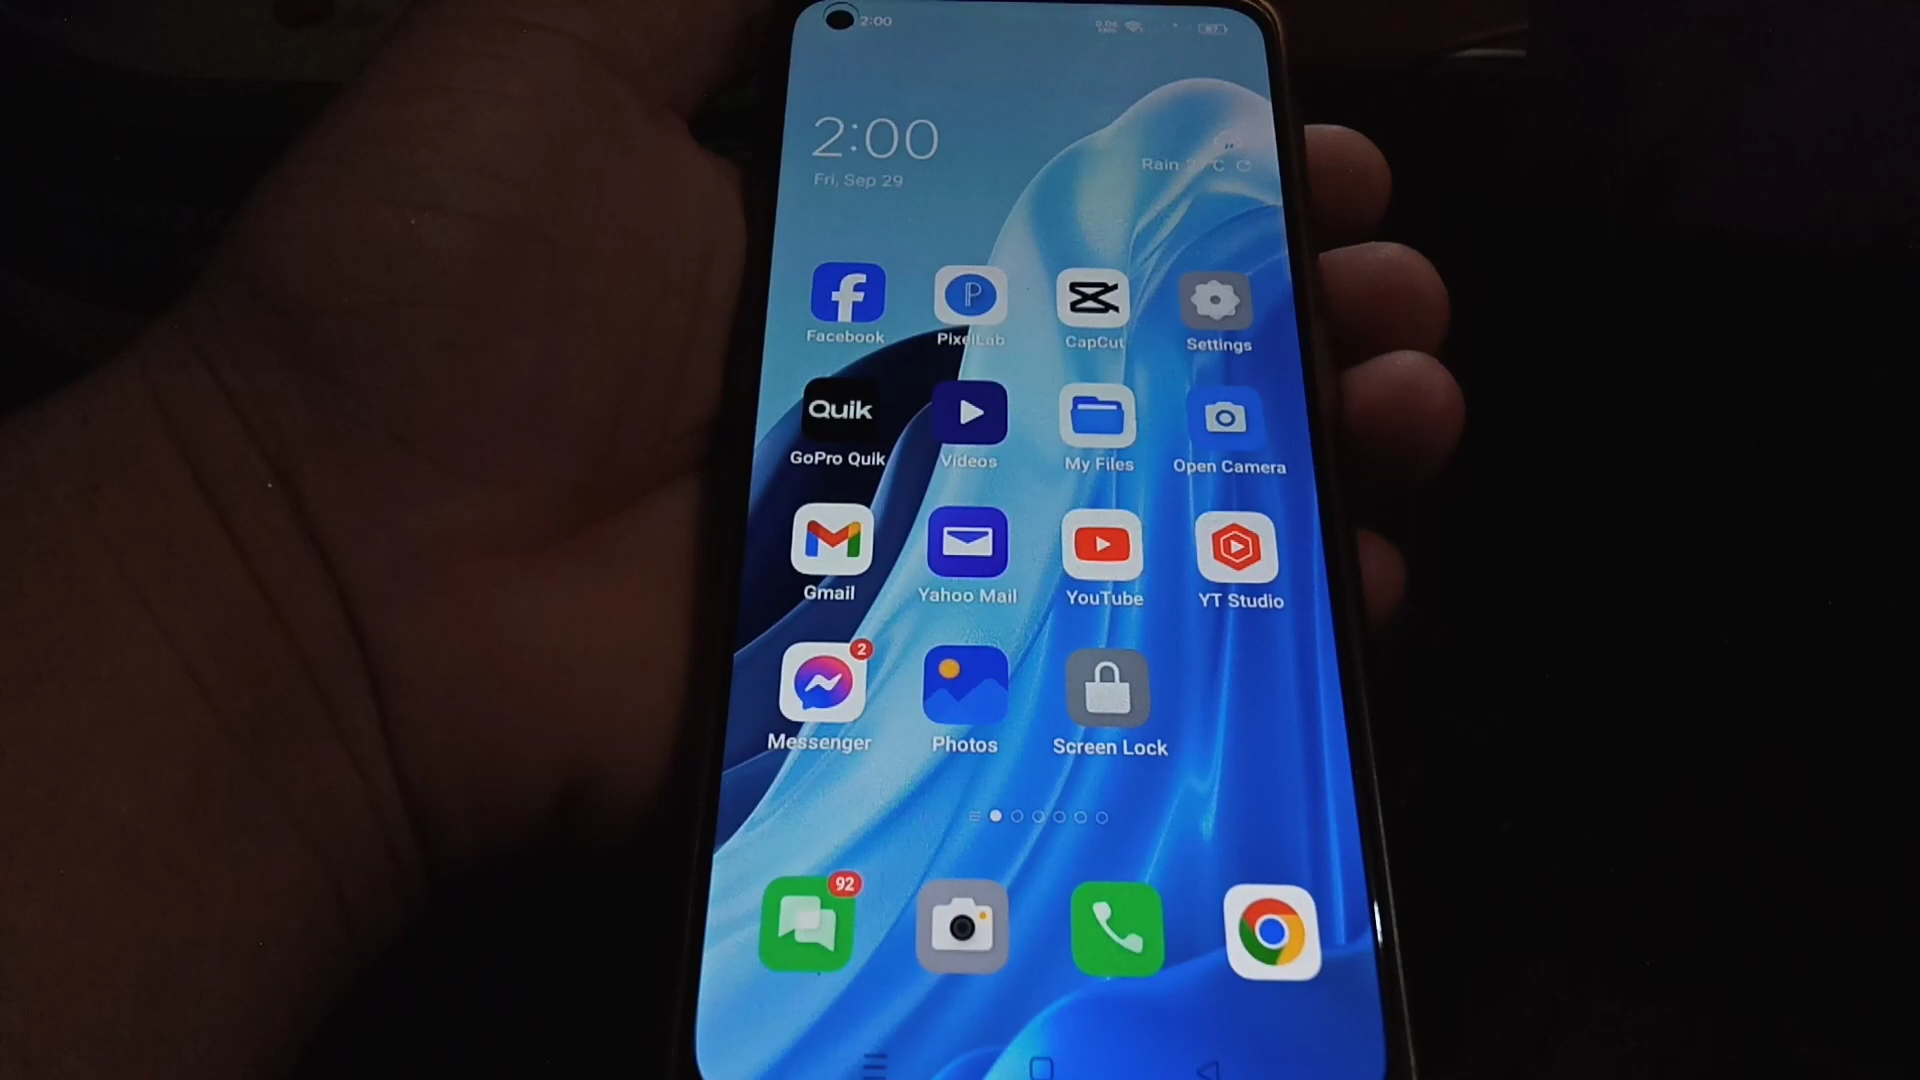 2:00
2:00
Fri, Sep 29
Rain
Facebook
PixelLab
CapCut
Settings
Quik
GoPro Quik
Videos
My Files
Open Camera
Gmail
Yahoo Mail
YouTube
YT Studio
2
Messenger
Photos
Screen Lock
92